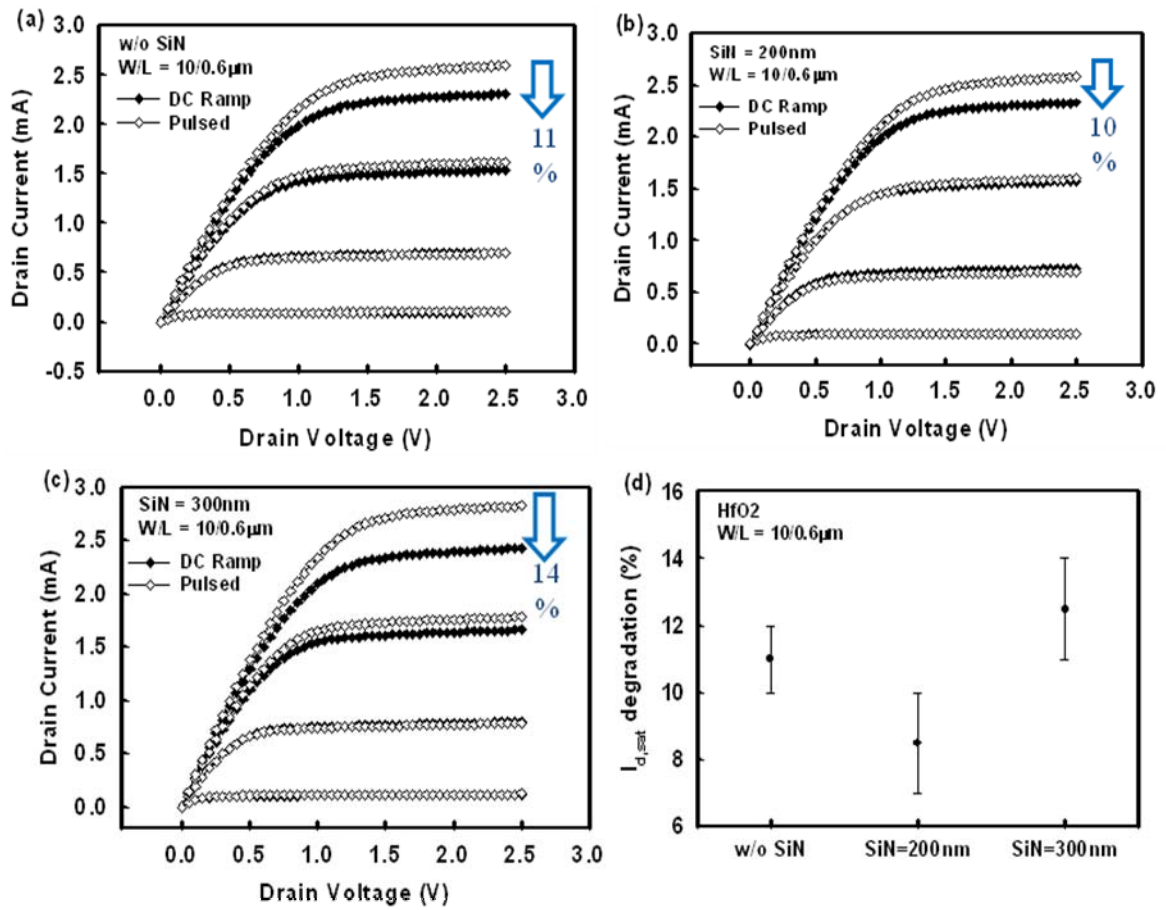 (a)
w/o SiN
W/L = 10/0.6µm
DC Ramp
Pulsed
11
%
3.0
2.5
2.0
1.5
1.0
0.5
0.0
-0.5
Drain Current (mA)
0.0 0.5 1.0 1.5 2.0 2.5 3.0
Drain Voltage (V)
(b)
SiN = 200nm
W/L = 10/0.6µm
DC Ramp
Pulsed
10
%
3.0
2.5
2.0
1.5
1.0
0.5
0.0
Drain Current (mA)
0.0 0.5 1.0 1.5 2.0 2.5 3.0
Drain Voltage (V)
(c)
SiN = 300nm
W/L = 10/0.6µm
DC Ramp
Pulsed
14
%
3.0
2.5
2.0
1.5
1.0
0.5
0.0
Drain Current (mA)
0.0 0.5 1.0 1.5 2.0 2.5 3.0
Drain Voltage (V)
(d)
HfO2
W/L = 10/0.6µm
16
14
12
10
8
6
Id,sat degradation (%)
w/o SiN SiN=200nm SiN=300nm